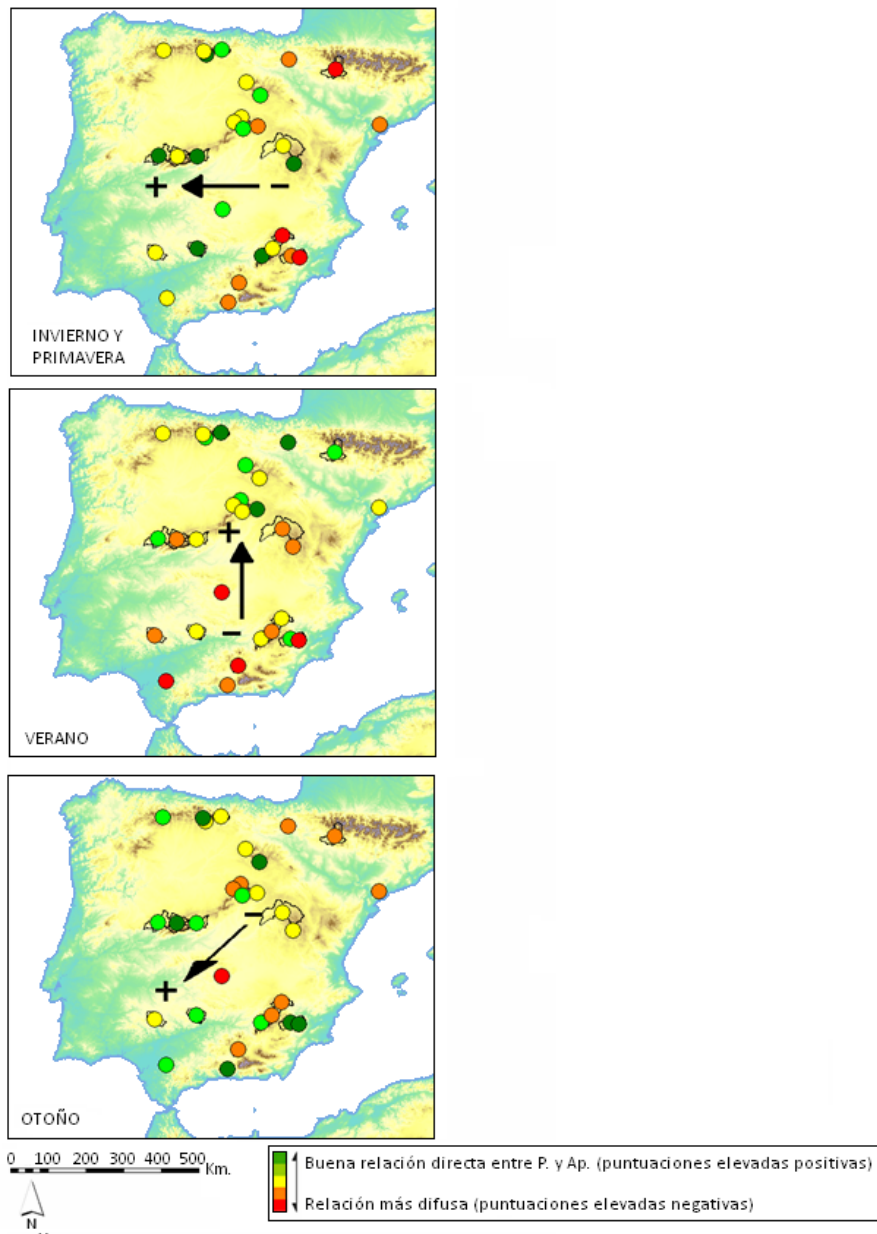 + −
INVIERNO Y
PRIMAVERA
+
−
VERANO
−
+
OTOÑO
0 100 200 300 400 500 Km.
Buena relación directa entre P. y Ap. (puntuaciones elevadas positivas)
Relación más difusa (puntuaciones elevadas negativas)
N